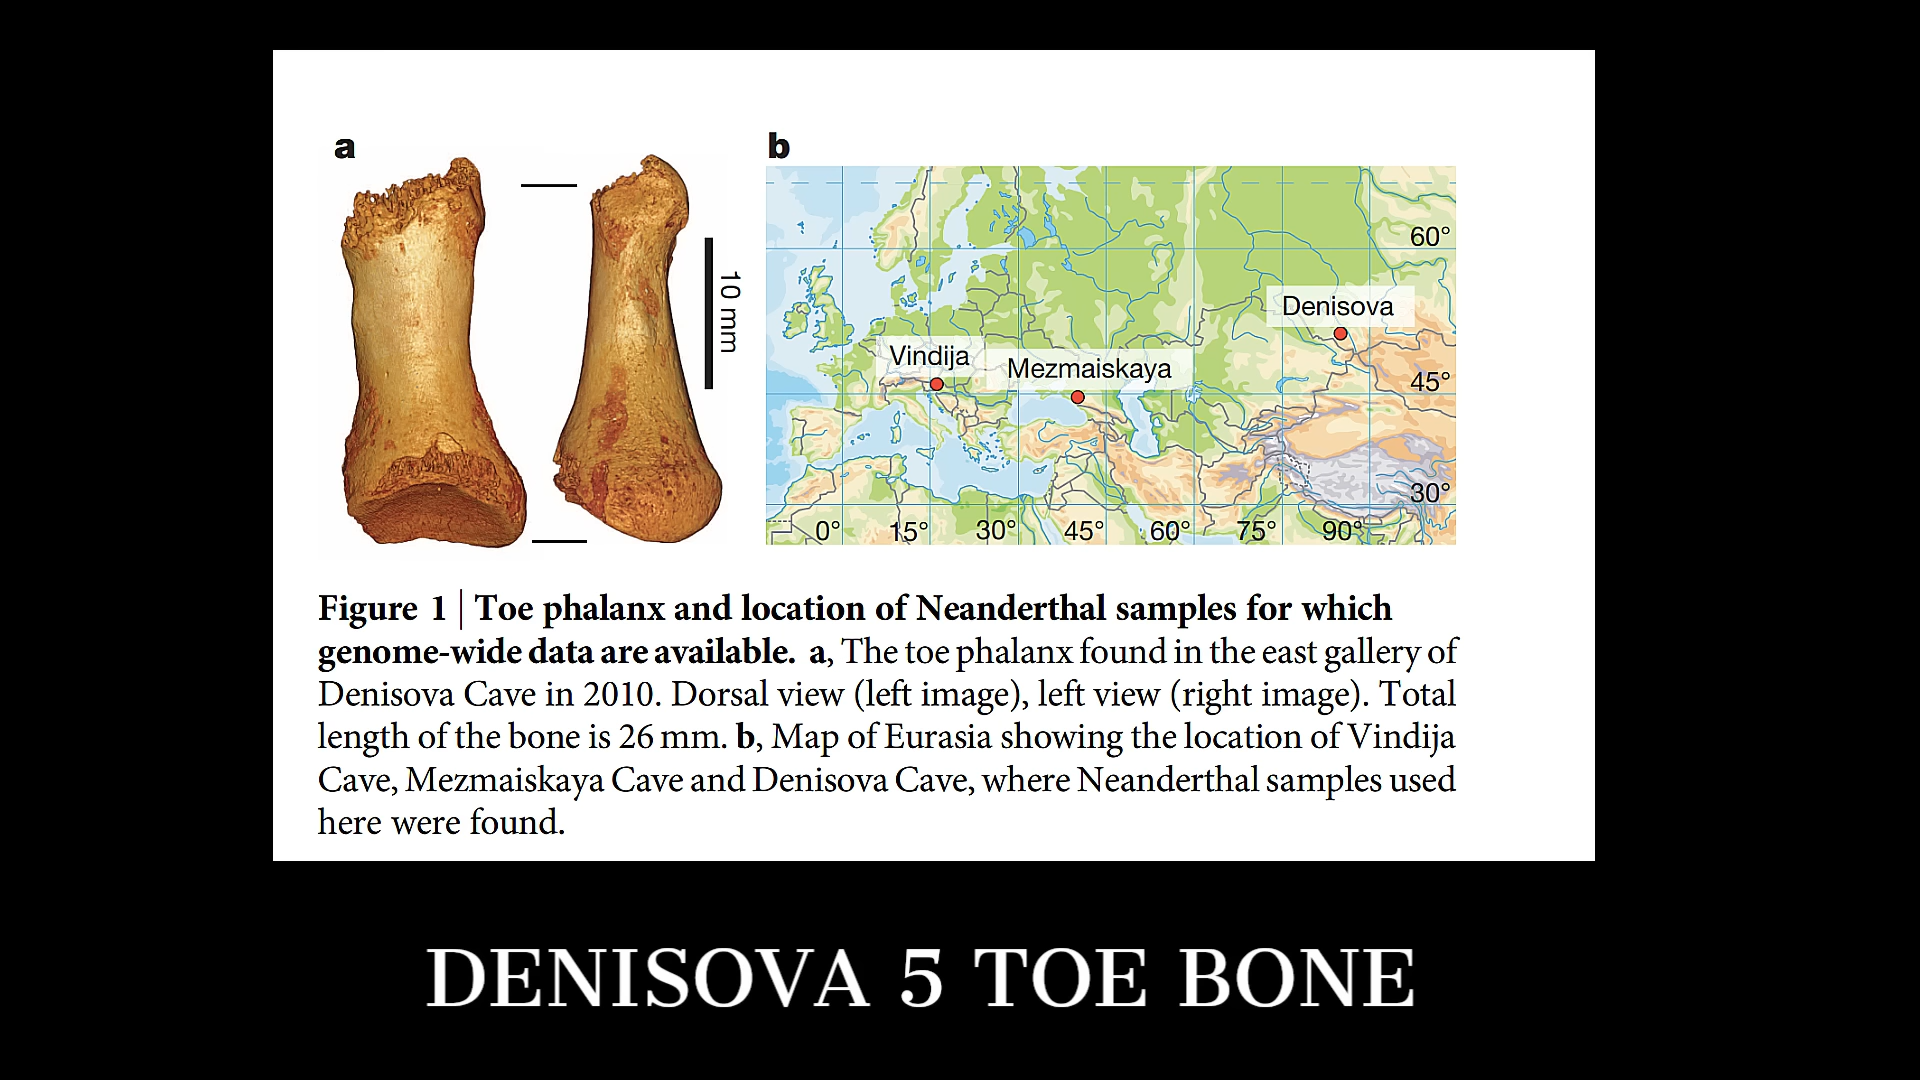 a
10 mm
b
60°
Denisova
Vindija
Mezmaiskaya
45°
30°
0° 15° 30° 45° 60° 75° 90°
Figure 1 | Toe phalanx and location of Neanderthal samples for which
genome-wide data are available. a, The toe phalanx found in the east gallery of
Denisova Cave in 2010. Dorsal view (left image), left view (right image). Total
length of the bone is 26 mm. b, Map of Eurasia showing the location of Vindija
Cave, Mezmaiskaya Cave and Denisova Cave, where Neanderthal samples used
here were found.
DENISOVA 5 TOE BONE